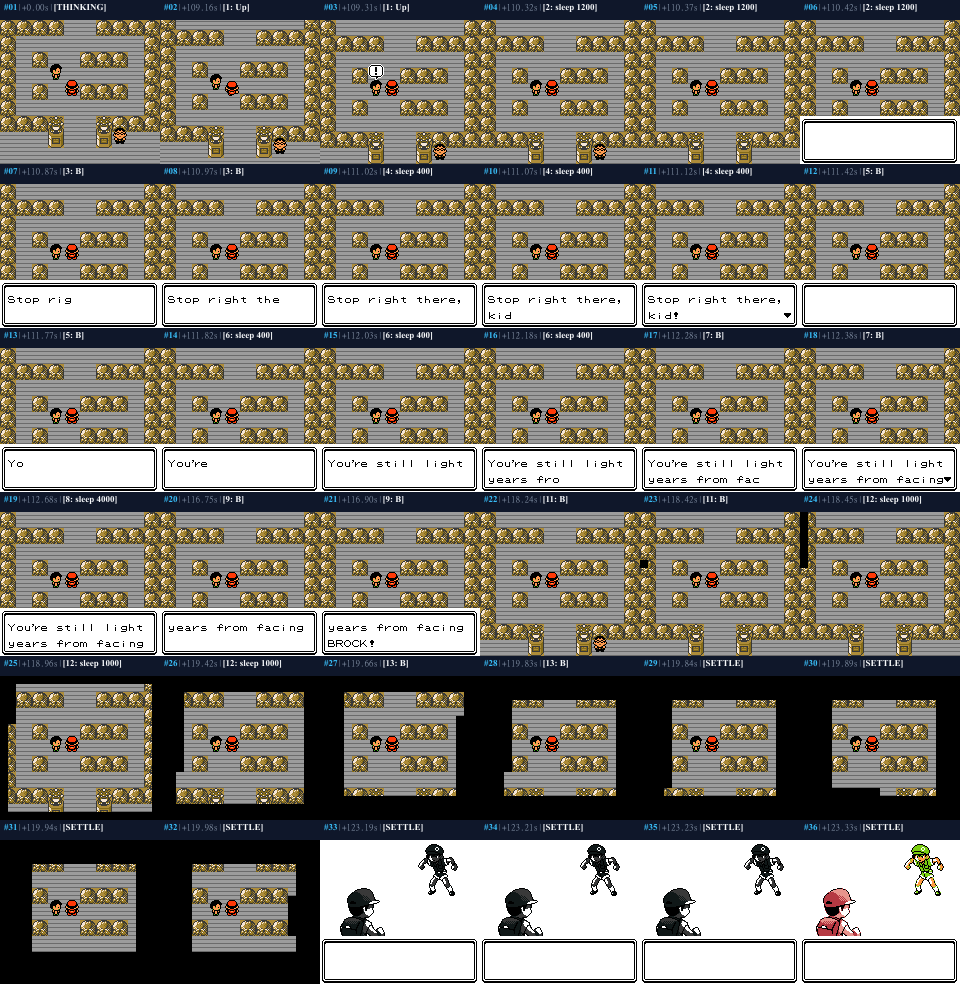 #01|+0.00s|[THINKING]
#02|+109.16s|[1: Up]
#03|+109.31s|[1: Up]
#04|+110.32s|[2: sleep 1200]
#05|+110.37s|[2: sleep 1200]
#06|+110.42s|[2: sleep 1200]
!
#07|+110.87s|[3: B]
#08|+110.97s|[3: B]
#09|+111.02s|[4: sleep 400]
#10|+111.07s|[4: sleep 400]
#11|+111.12s|[4: sleep 400]
#12|+111.42s|[5: B]
Stop rig
Stop right the
Stop right there,
Stop right there,
kid
Stop right there,
kid!
#13|+111.77s|[5: B]
#14|+111.82s|[6: sleep 400]
#15|+112.03s|[6: sleep 400]
#16|+112.18s|[6: sleep 400]
#17|+112.28s|[7: B]
#18|+112.38s|[7: B]
Yo
You're
You're still light
You're still light
years fro
You're still light
years from fac
You're still light
years from facing
#19|+112.68s|[8: sleep 4000]
#20|+116.75s|[9: B]
#21|+116.90s|[9: B]
#22|+118.24s|[11: B]
#23|+118.42s|[11: B]
#24|+118.45s|[12: sleep 1000]
You're still light
years from facing
years from facing
years from facing
BROCK!
#25|+118.96s|[12: sleep 1000]
#26|+119.42s|[12: sleep 1000]
#27|+119.66s|[13: B]
#28|+119.83s|[13: B]
#29|+119.84s|[SETTLE]
#30|+119.89s|[SETTLE]
#31|+119.94s|[SETTLE]
#32|+119.98s|[SETTLE]
#33|+123.19s|[SETTLE]
#34|+123.21s|[SETTLE]
#35|+123.23s|[SETTLE]
#36|+123.33s|[SETTLE]